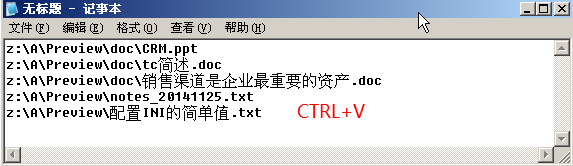 无标题 - 记事本
文件(F) 编辑(E) 格式(O) 查看(V) 帮助(H)
z:\A\Preview\doc\CRM.ppt
z:\A\Preview\doc\tc简述.doc
z:\A\Preview\doc\销售渠道是企业最重要的资产.doc
z:\A\Preview\notes_20141125.txt
z:\A\Preview\配置INI的简单值.txt CTRL+V